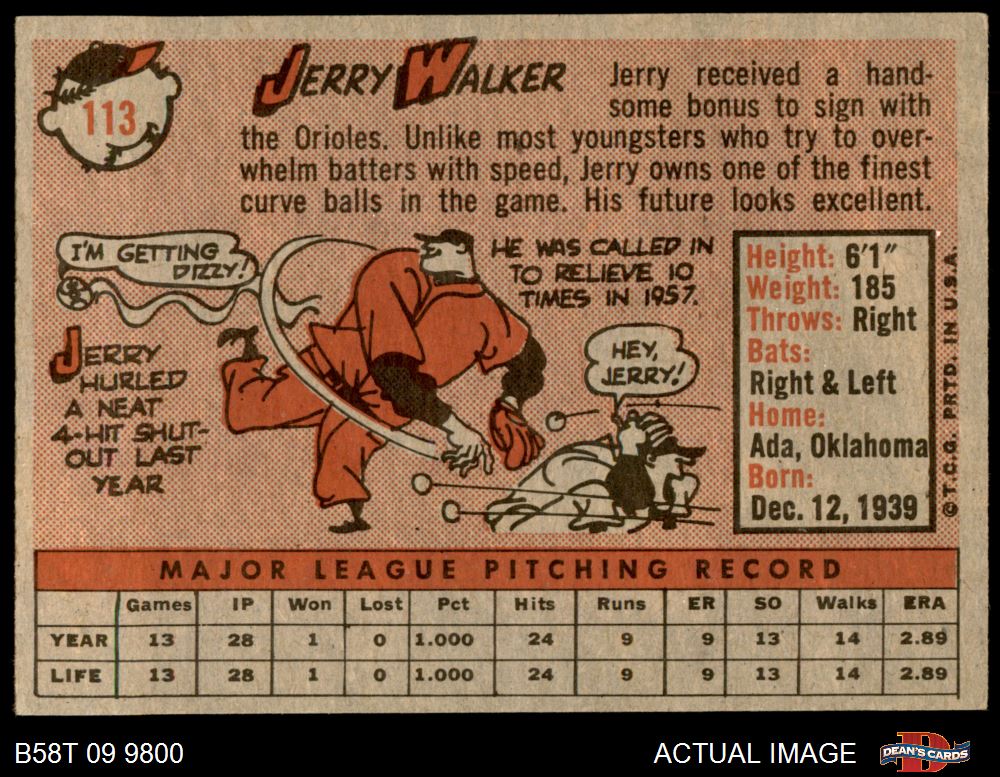 113
JERRY WALKER
Jerry received a hand-
some bonus to sign with
the Orioles. Unlike most youngsters who try to over-
whelm batters with speed, Jerry owns one of the finest
curve balls in the game. His future looks excellent.
I'M GETTING
DIZZY!
HE WAS CALLED IN
TO RELIEVE 10
TIMES IN 1957.
JERRY
HURLED
A NEAT
4-HIT SHUT-
OUT LAST
YEAR
HEY,
JERRY!
Height: 6'1"
Weight: 185
Throws: Right
Bats:
Right & Left
Home:
Ada, Oklahoma
Born:
Dec. 12, 1939
© T.C.G. PRTD. IN U.S.A.
MAJOR LEAGUE PITCHING RECORD
Games IP Won Lost Pct Hits Runs ER SO Walks ERA
YEAR 13 28 1 0 1.000 24 9 9 13 14 2.89
LIFE 13 28 1 0 1.000 24 9 9 13 14 2.89
B58T 09 9800
ACTUAL IMAGE
DEAN'S CARDS